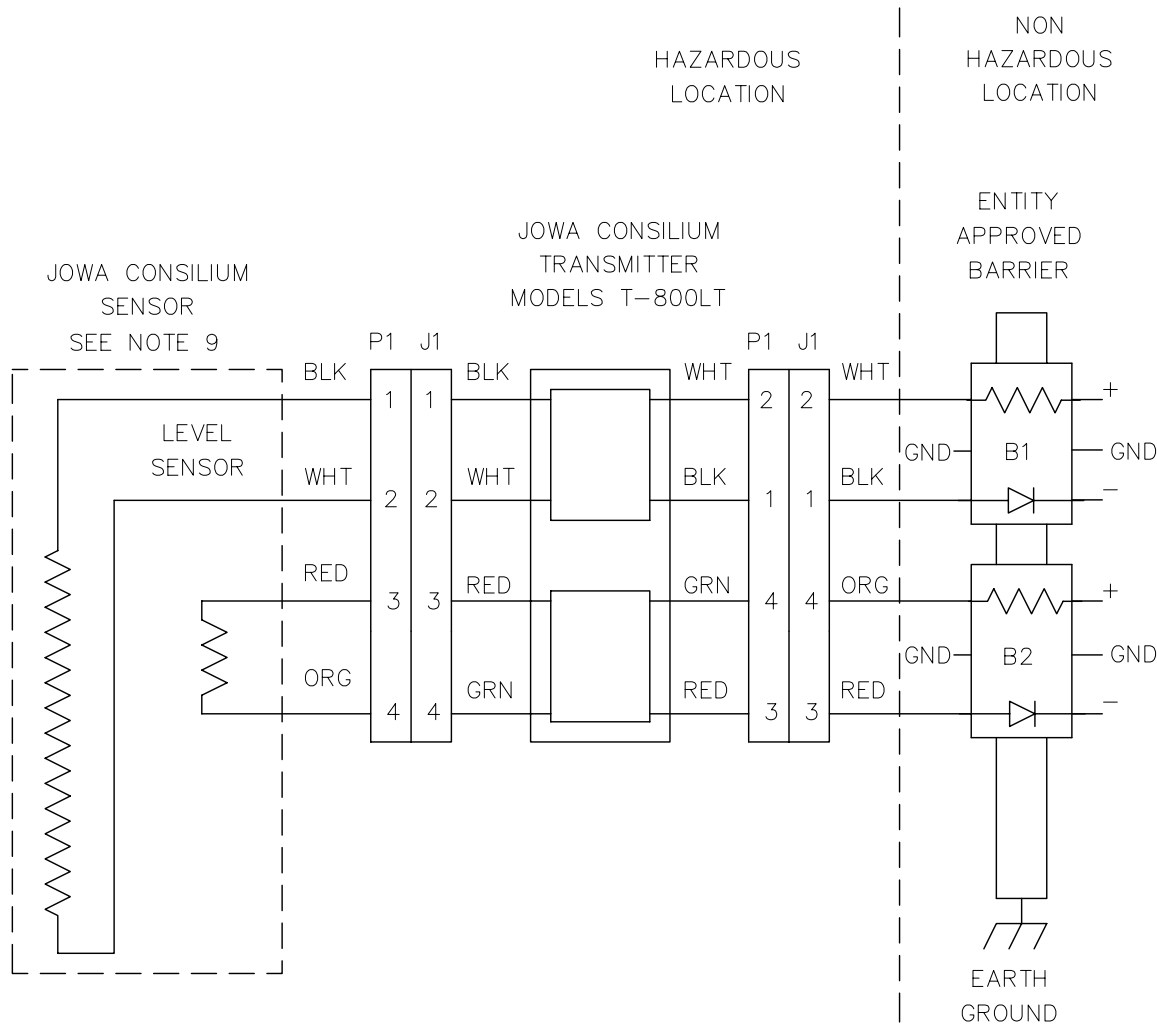 HAZARDOUS
LOCATION
NON
HAZARDOUS
LOCATION
ENTITY
APPROVED
BARRIER
JOWA CONSILIUM
TRANSMITTER
MODELS T-800LT
JOWA CONSILIUM
SENSOR
SEE NOTE 9
P1 J1 P1 J1
BLK BLK WHT WHT
1 1 2 2 +
LEVEL
SENSOR
GND B1 GND
WHT WHT BLK BLK
2 2 1 1 −
RED RED GRN ORG
3 3 4 4 +
GND B2 GND
ORG GRN RED RED
4 4 3 3 −
EARTH
GROUND